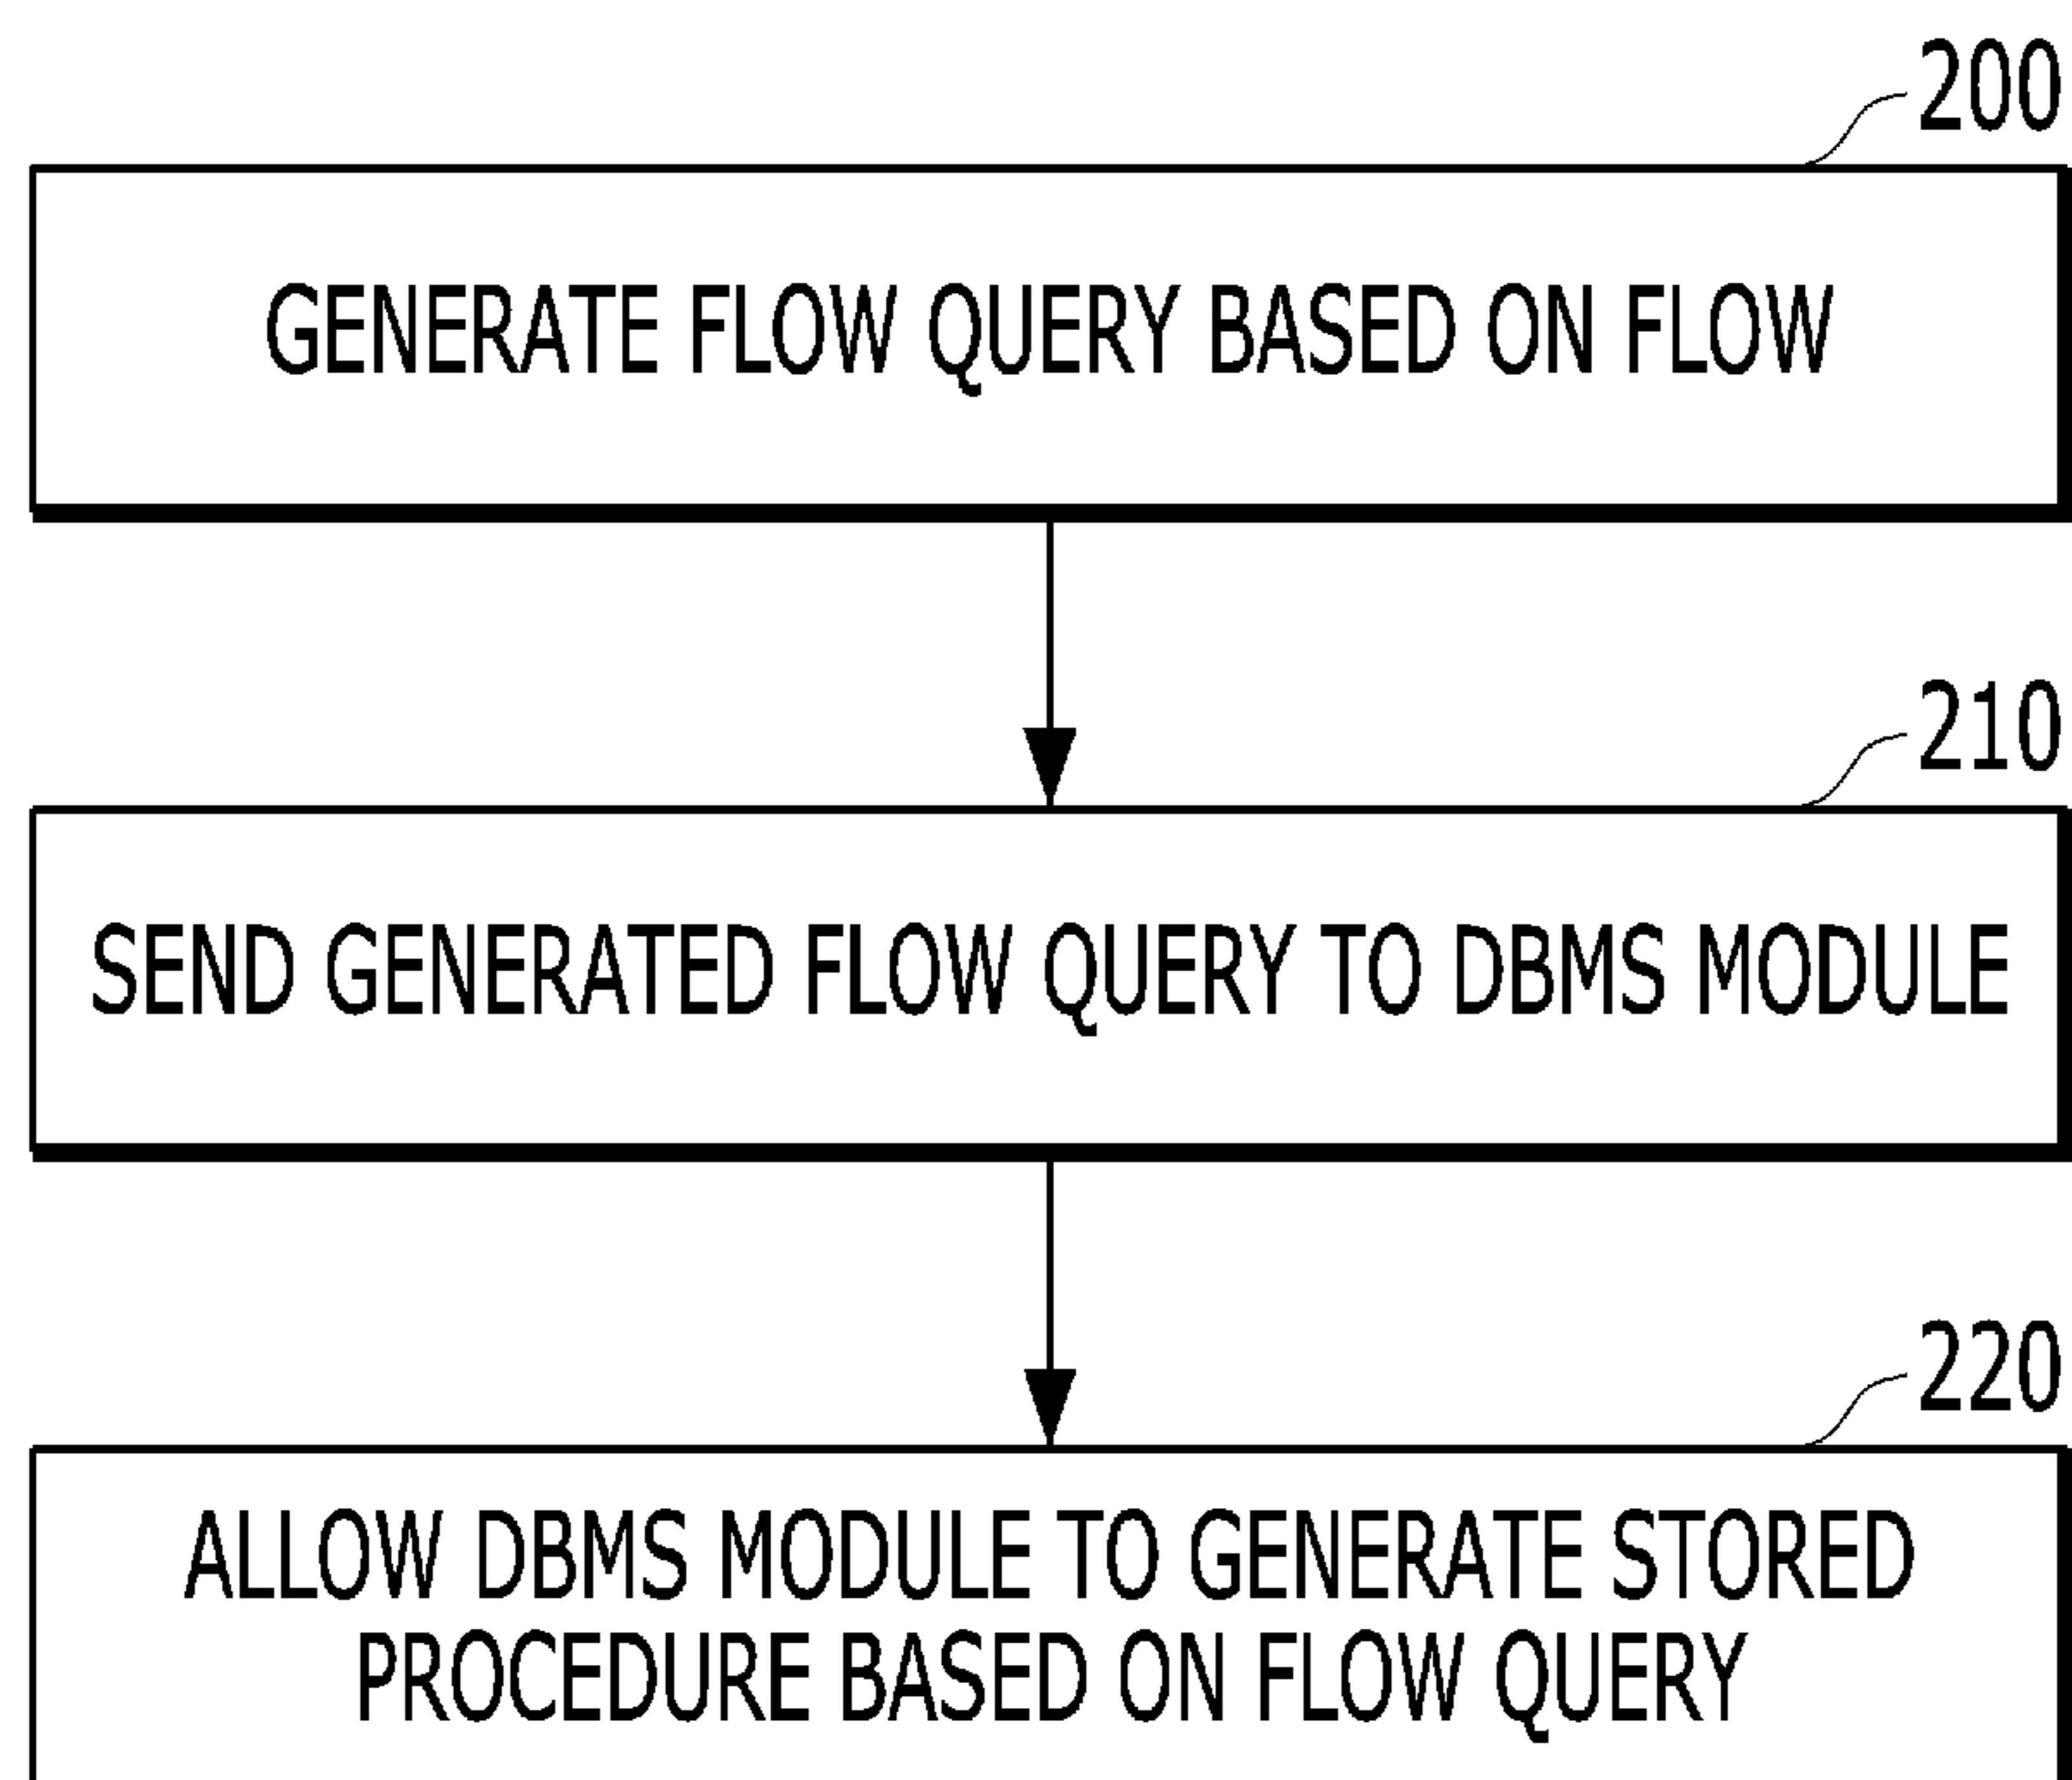 200
GENERATE FLOW QUERY BASED ON FLOW
210
SEND GENERATED FLOW QUERY TO DBMS MODULE
220
ALLOW DBMS MODULE TO GENERATE STORED
PROCEDURE BASED ON FLOW QUERY